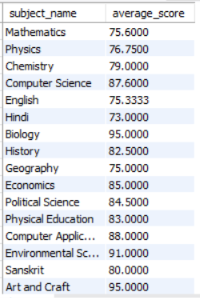 subject_name average_score
Mathematics 75.6000
Physics 76.7500
Chemistry 79.0000
Computer Science 87.6000
English 75.3333
Hindi 73.0000
Biology 95.0000
History 82.5000
Geography 75.0000
Economics 85.0000
Political Science 84.5000
Physical Education 83.0000
Computer Applic... 88.0000
Environmental Sc... 91.0000
Sanskrit 80.0000
Art and Craft 95.0000